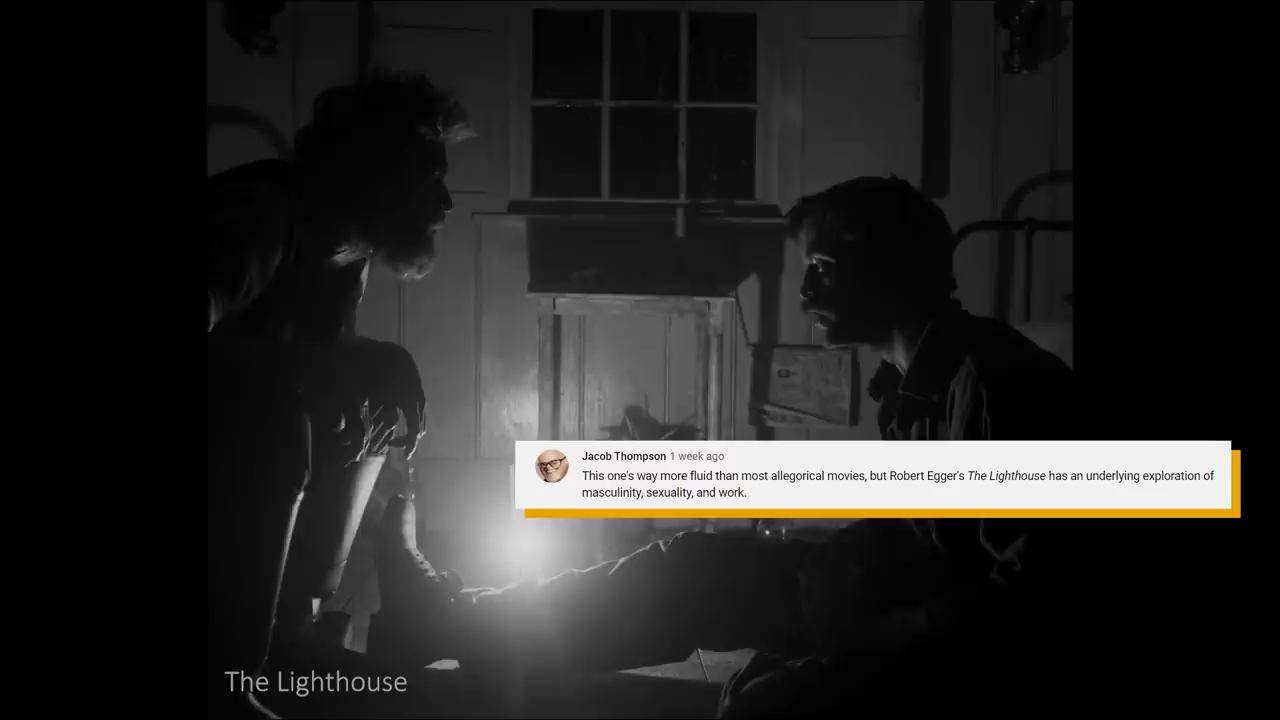 Jacob Thompson 1 week ago
This one's way more fluid than most allegorical movies, but Robert Egger's The Lighthouse has an underlying exploration of
masculinity, sexuality, and work.
The Lighthouse